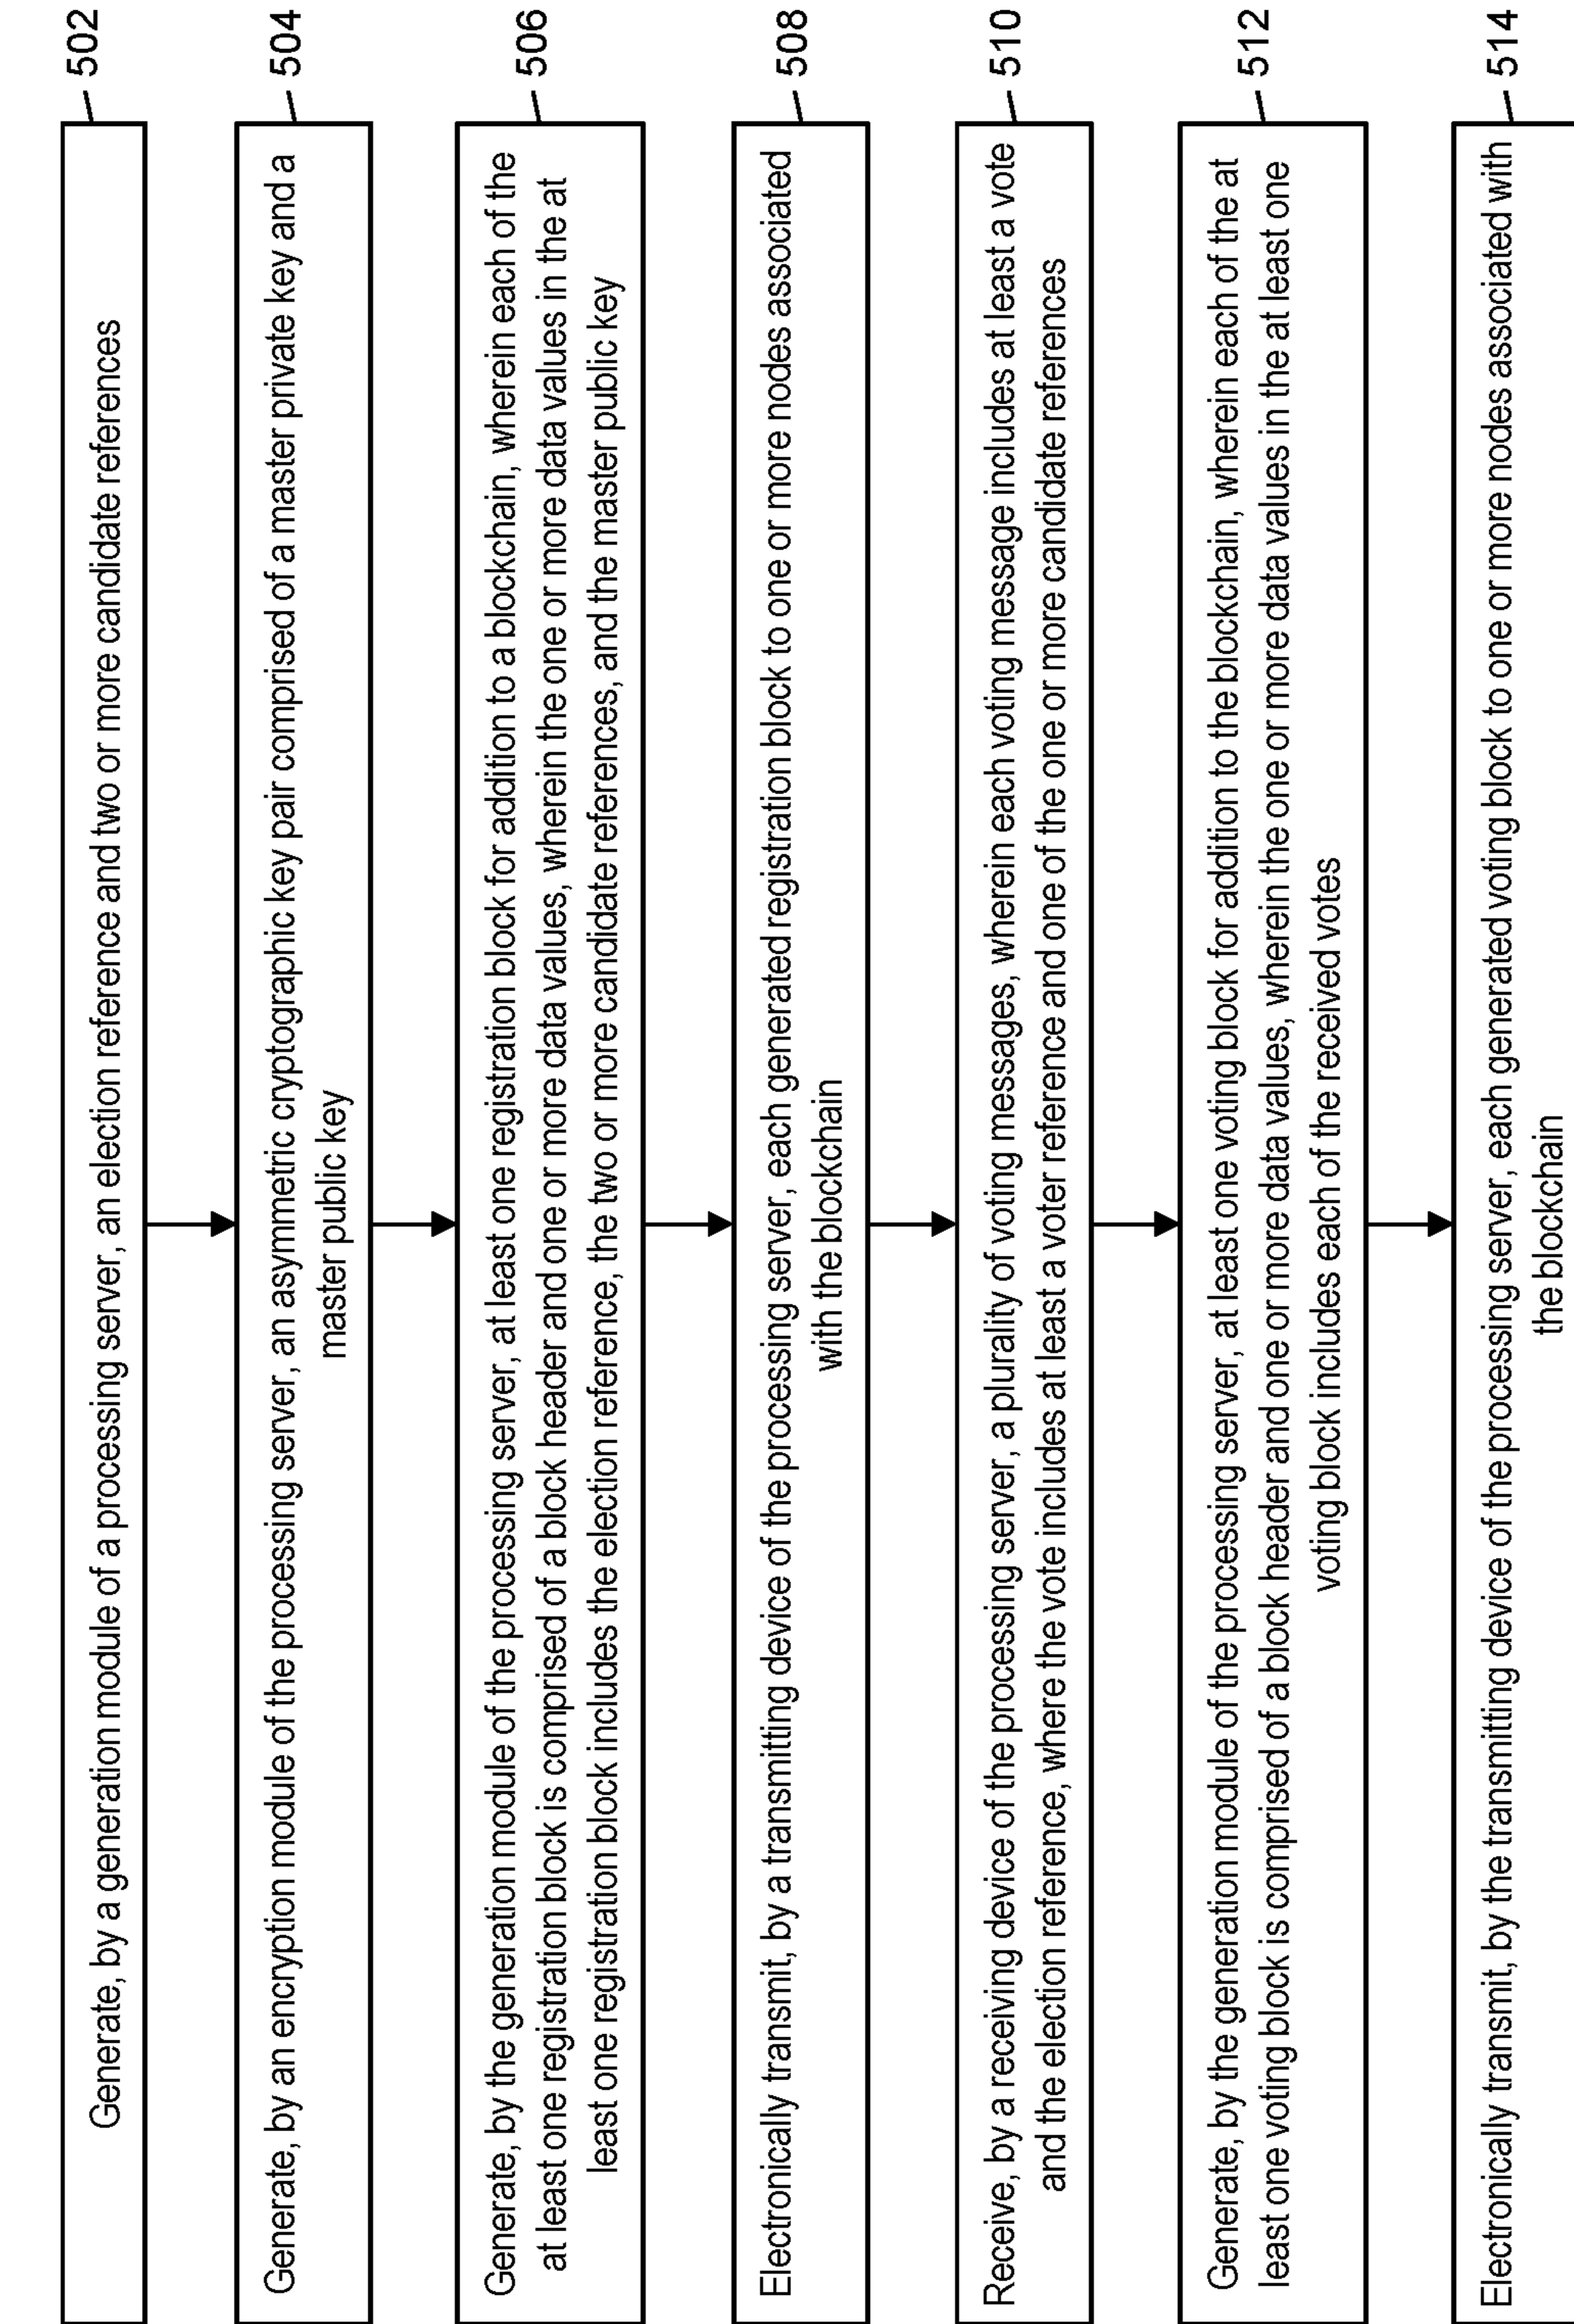 502
Generate, by a generation module of a processing server, an election reference and two or more candidate references
504
Generate, by an encryption module of the processing server, an asymmetric cryptographic key pair comprised of a master private key and a
master public key
506
Generate, by the generation module of the processing server, at least one registration block for addition to a blockchain, wherein each of the
at least one registration block is comprised of a block header and one or more data values, wherein the one or more data values in the at
least one registration block includes the election reference, the two or more candidate references, and the master public key
508
Electronically transmit, by a transmitting device of the processing server, each generated registration block to one or more nodes associated
with the blockchain
510
Receive, by a receiving device of the processing server, a plurality of voting messages, wherein each voting message includes at least a vote
and the election reference, where the vote includes at least a voter reference and one of the one or more candidate references
512
Generate, by the generation module of the processing server, at least one voting block for addition to the blockchain, wherein each of the at
least one voting block is comprised of a block header and one or more data values, wherein the one or more data values in the at least one
voting block includes each of the received votes
514
Electronically transmit, by the transmitting device of the processing server, each generated voting block to one or more nodes associated with
the blockchain